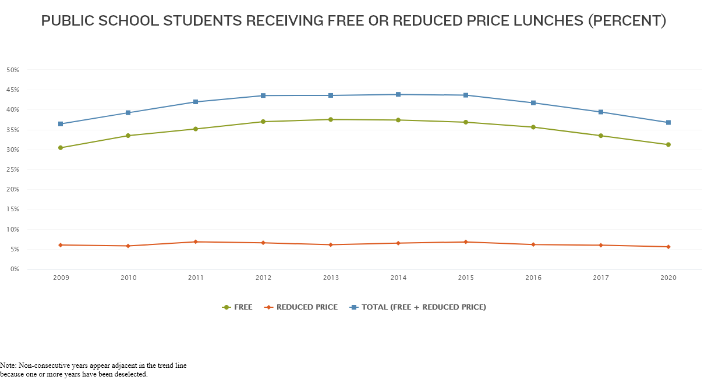 PUBLIC SCHOOL STUDENTS RECEIVING FREE OR REDUCED PRICE LUNCHES (PERCENT)
50%
45%
40%
35%
30%
25%
20%
15%
10%
5%
0%
2009 2010 2011 2012 2013 2014 2015 2016 2017 2020
FREE REDUCED PRICE TOTAL (FREE + REDUCED PRICE)
Note: Non-consecutive years appear adjacent in the trend line
because one or more years have been deselected.